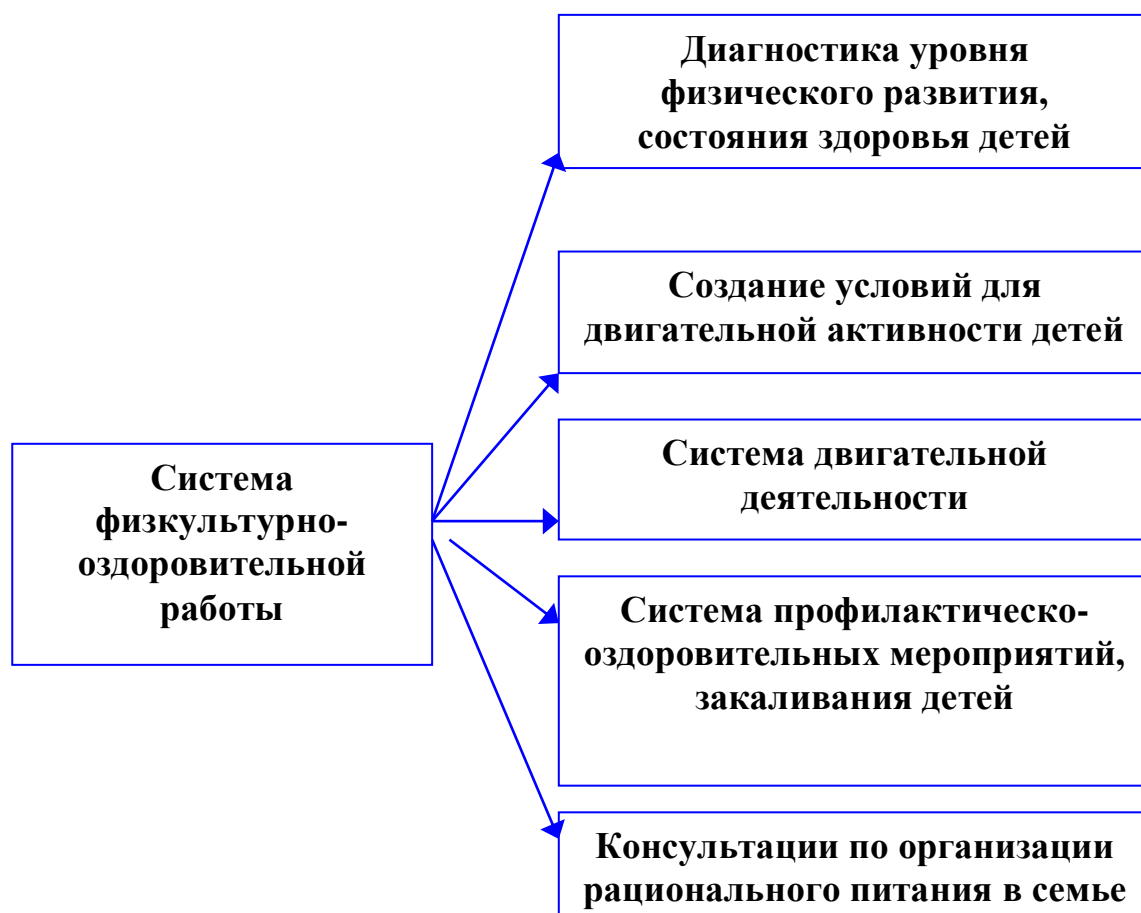 Диагностика уровня
физического развития,
состояния здоровья детей
Создание условий для
двигательной активности детей
Система двигательной
деятельности
Система
физкультурно-
оздоровительной
работы
Система профилактическо-
оздоровительных мероприятий,
закаливания детей
Консультации по организации
рационального питания в семье